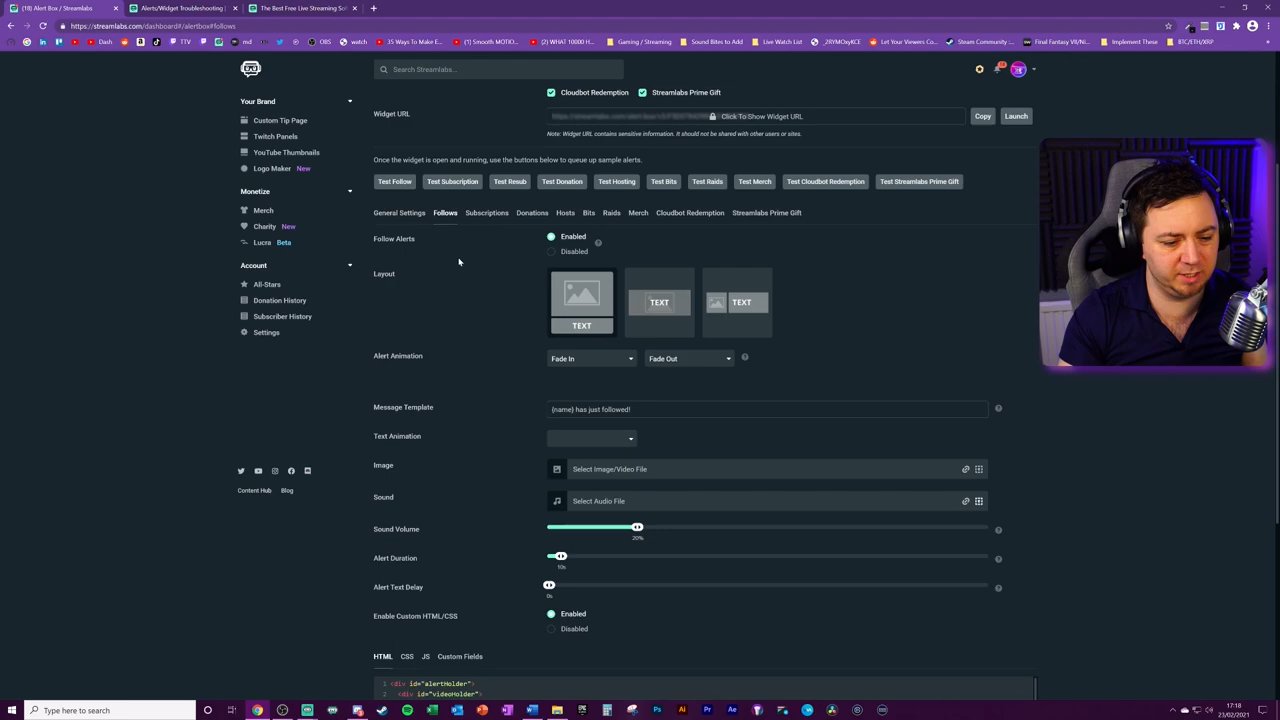 (18) Alert Box / Streamlabs
Alerts/Widget Troubleshooting |
The Best Free Live Streaming So
https://streamlabs.com/dashboard#/alertbox#follows
Dash
TTV
md
OBS
watch
35 Ways To Make E...
(1) Smooth MOTIO...
(2) WHAT 10000 H...
Gaming / Streaming
Sound Bites to Add
Live Watch List
_2RYMOxyKCE
Let Your Viewers Co...
Steam Community :...
Final Fantasy VII/Ni...
Implement These
BTC/ETH/XRP
Search Streamlabs...
Your Brand
Custom Tip Page
Twitch Panels
YouTube Thumbnails
Logo Maker New
Monetize
Merch
Charity New
Lucra Beta
Account
All-Stars
Donation History
Subscriber History
Settings
Content Hub Blog
Cloudbot Redemption Streamlabs Prime Gift
Widget URL
Click To Show Widget URL
Copy Launch
Note: Widget URL contains sensitive information. It should not be shared with other users or sites.
Once the widget is open and running, use the buttons below to queue up sample alerts.
Test Follow Test Subscription Test Resub Test Donation Test Hosting Test Bits Test Raids Test Merch Test Cloudbot Redemption Test Streamlabs Prime Gift
General Settings Follows Subscriptions Donations Hosts Bits Raids Merch Cloudbot Redemption Streamlabs Prime Gift
Follow Alerts
Enabled
Disabled
Layout
TEXT
TEXT
TEXT
Alert Animation
Fade In Fade Out
Message Template
{name} has just followed!
Text Animation
Image
Select Image/Video File
Sound
Select Audio File
Sound Volume
20%
Alert Duration
10s
Alert Text Delay
0s
Enable Custom HTML/CSS
Enabled
Disabled
HTML CSS JS Custom Fields
1 <div id="alertHolder">
2 <div id="videoHolder">
Type here to search
17:18
23/02/2021